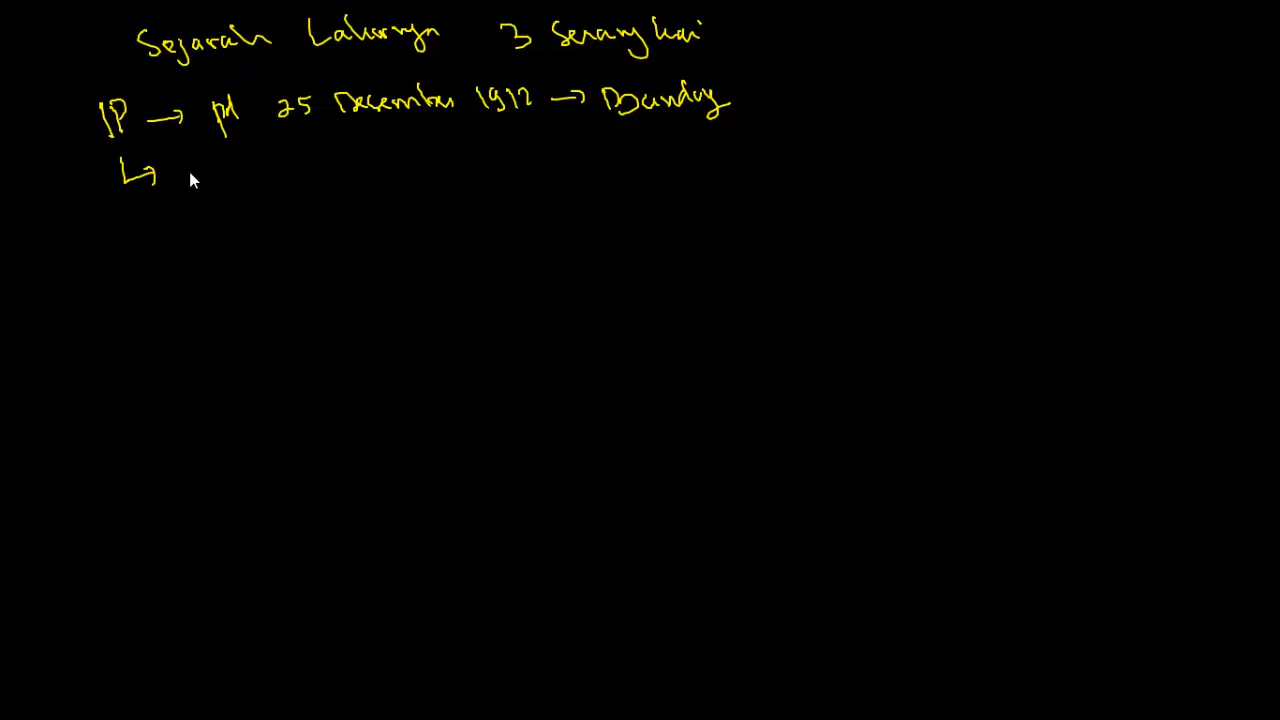 Sejarah Lahirnya 3 Serangkai
IP → pd 25 Desember 1912 → Bandung
↳